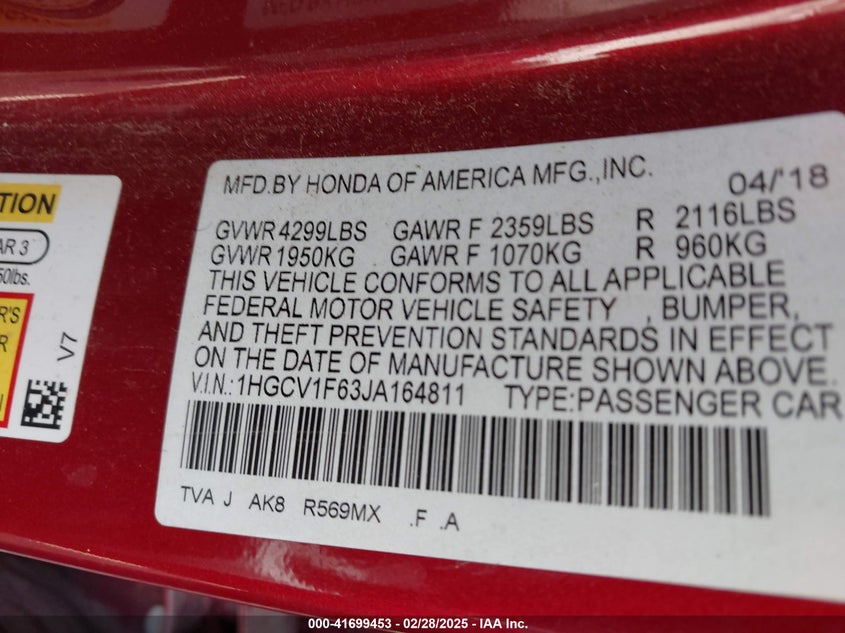 TION
AR 3
50lbs.
R'S
R
V7
MFD.BY HONDA OF AMERICA MFG.,INC. 04/'18
GVWR 4299LBS GAWR F 2359LBS R 2116LBS
GVWR 1950KG GAWR F 1070KG R 960KG
THIS VEHICLE CONFORMS TO ALL APPLICABLE
FEDERAL MOTOR VEHICLE SAFETY , BUMPER,
AND THEFT PREVENTION STANDARDS IN EFFECT
ON THE DATE OF MANUFACTURE SHOWN ABOVE.
V.I.N.: 1HGCV1F63JA164811 TYPE:PASSENGER CAR
TVA J AK8 R569MX .F .A
000-41699453 - 02/28/2025 - IAA Inc.